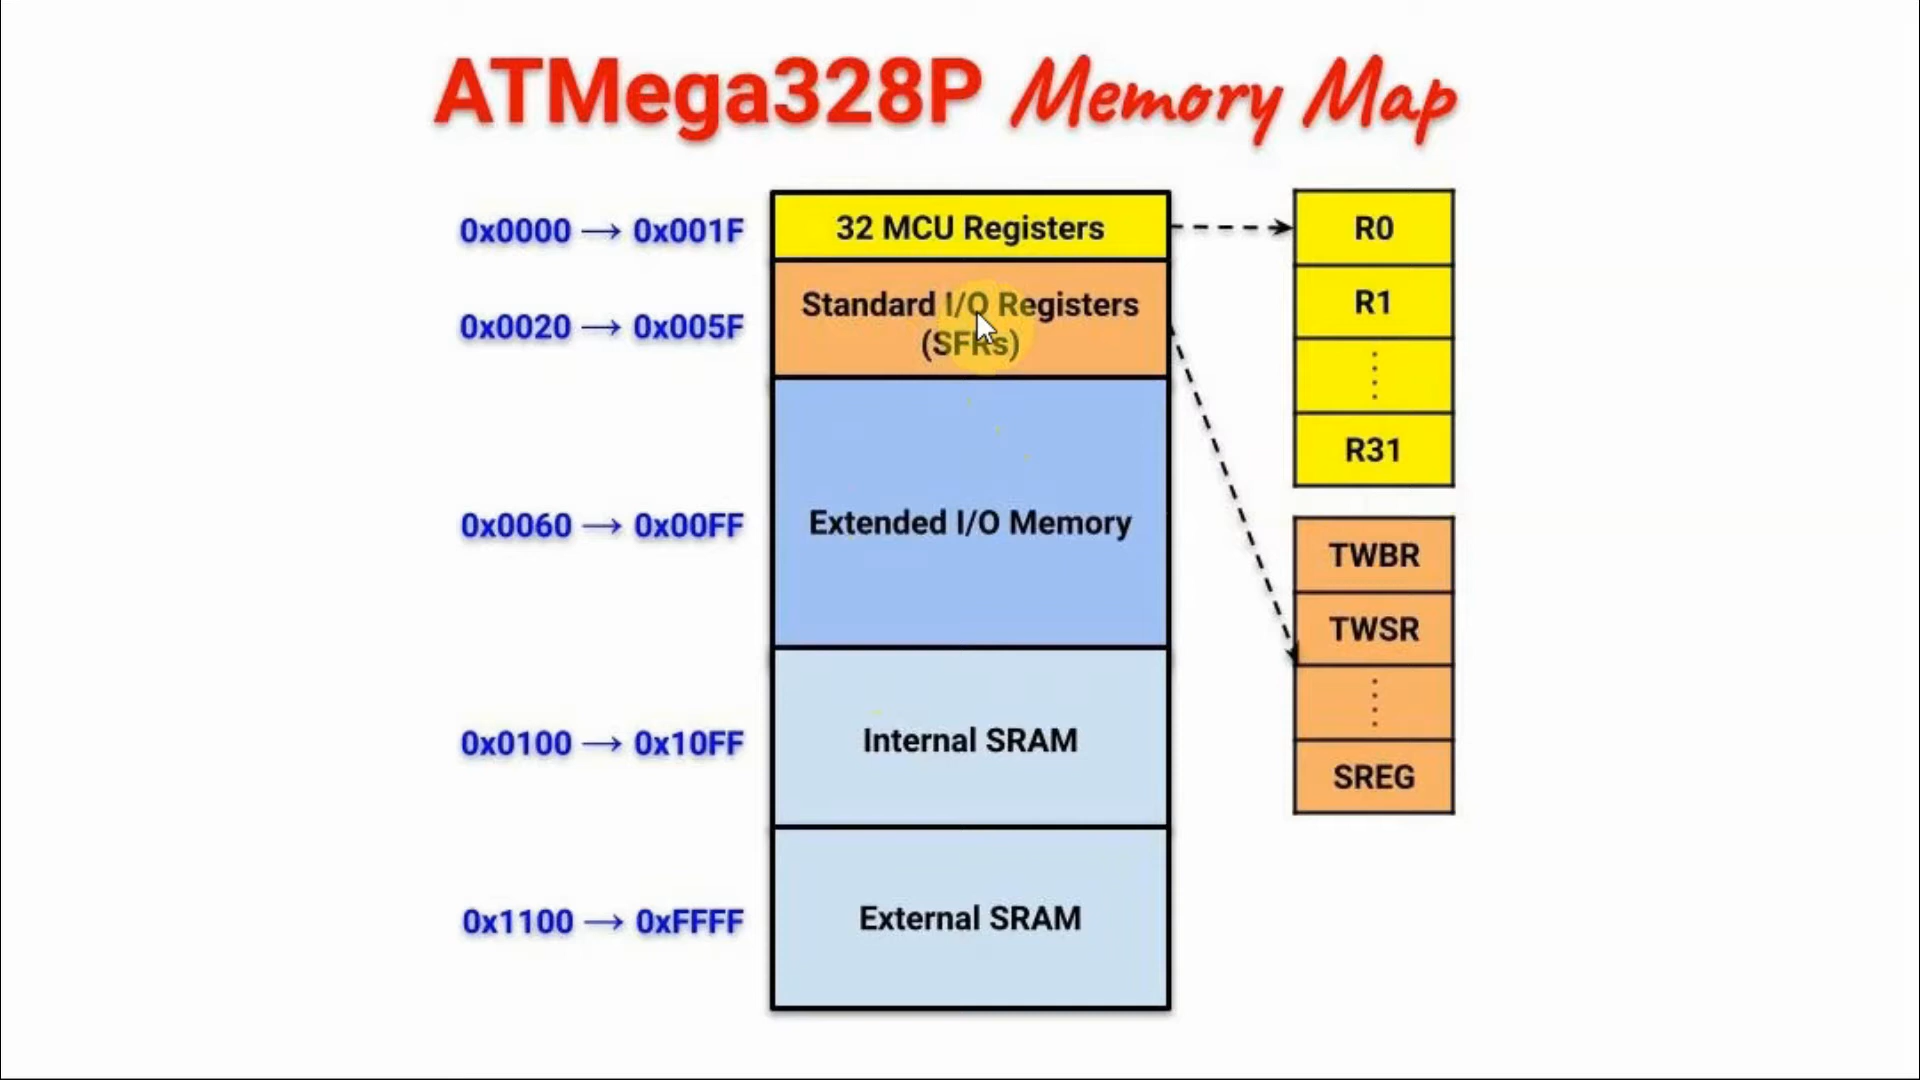 ATMega328P Memory Map
0x0000 → 0x001F
32 MCU Registers
0x0020 → 0x005F
Standard I/O Registers
(SFRs)
0x0060 → 0x00FF
Extended I/O Memory
0x0100 → 0x10FF
Internal SRAM
0x1100 → 0xFFFF
External SRAM
R0
R1
R31
TWBR
TWSR
SREG